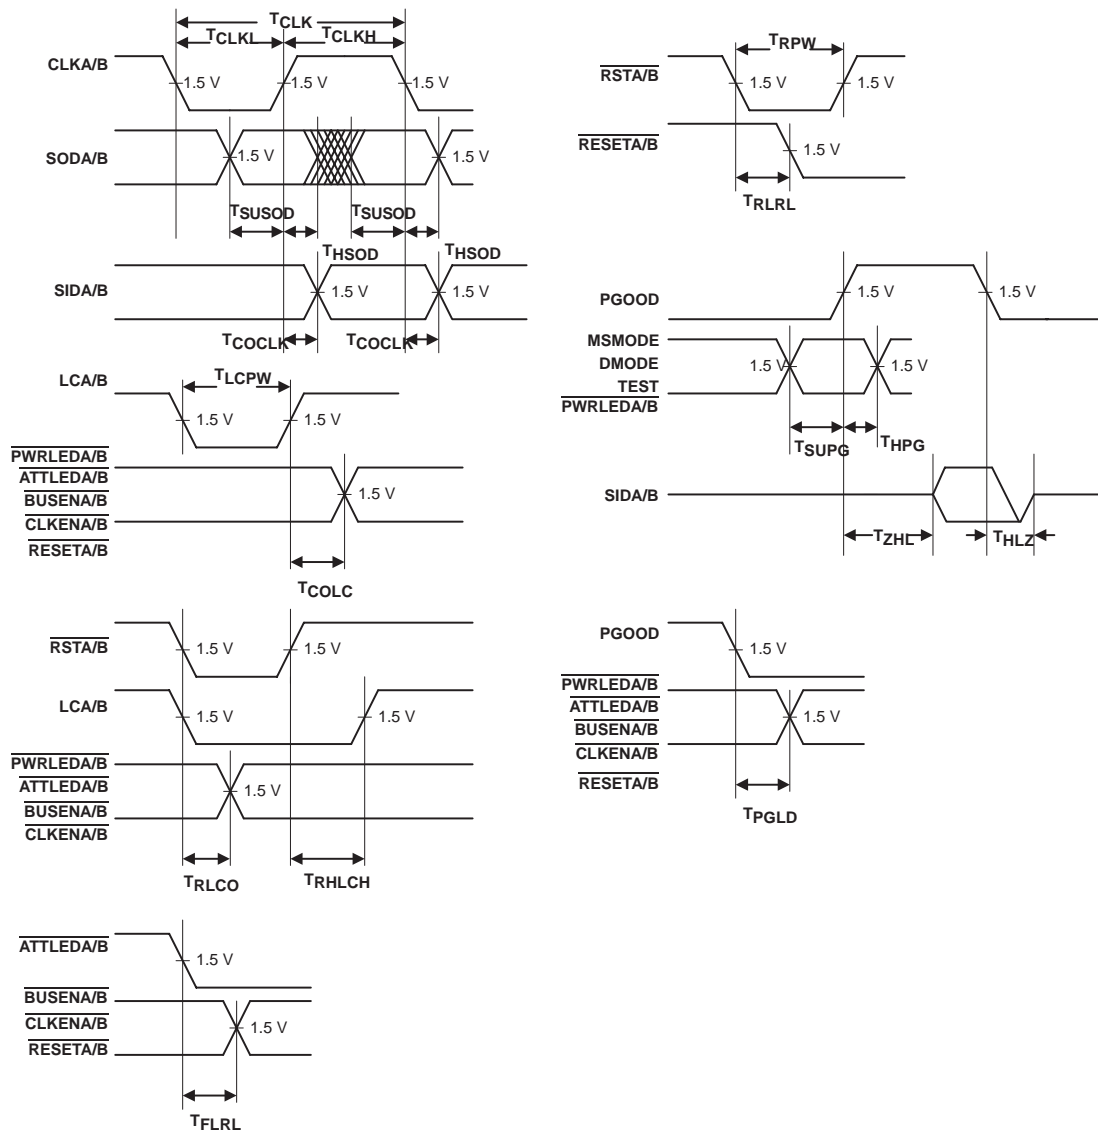 TCLK
TCLKL TCLKH
CLKA/B
1.5 V 1.5 V 1.5 V
SODA/B
1.5 V 1.5 V
TSUSOD TSUSOD
THSOD THSOD
SIDA/B
1.5 V 1.5 V
TCOCLK TCOCLK
LCA/B
TLCPW
1.5 V 1.5 V
PWRLEDA/B
ATTLEDA/B
BUSENA/B
CLKENA/B
RESETA/B
1.5 V
TCOLC
RSTA/B
1.5 V 1.5 V
LCA/B
1.5 V 1.5 V
PWRLEDA/B
ATTLEDA/B
BUSENA/B
CLKENA/B
1.5 V
TRLCO TRHLCH
ATTLEDA/B
1.5 V
BUSENA/B
CLKENA/B
RESETA/B
1.5 V
TFLRL
TRPW
RSTA/B
1.5 V 1.5 V
RESETA/B
1.5 V
TRLRL
PGOOD
1.5 V 1.5 V
MSMODE
DMODE
TEST
PWRLEDA/B
1.5 V 1.5 V
TSUPG THPG
SIDA/B
TZHL THLZ
PGOOD
1.5 V
PWRLEDA/B
ATTLEDA/B
BUSENA/B
CLKENA/B
RESETA/B
1.5 V
TPGLD